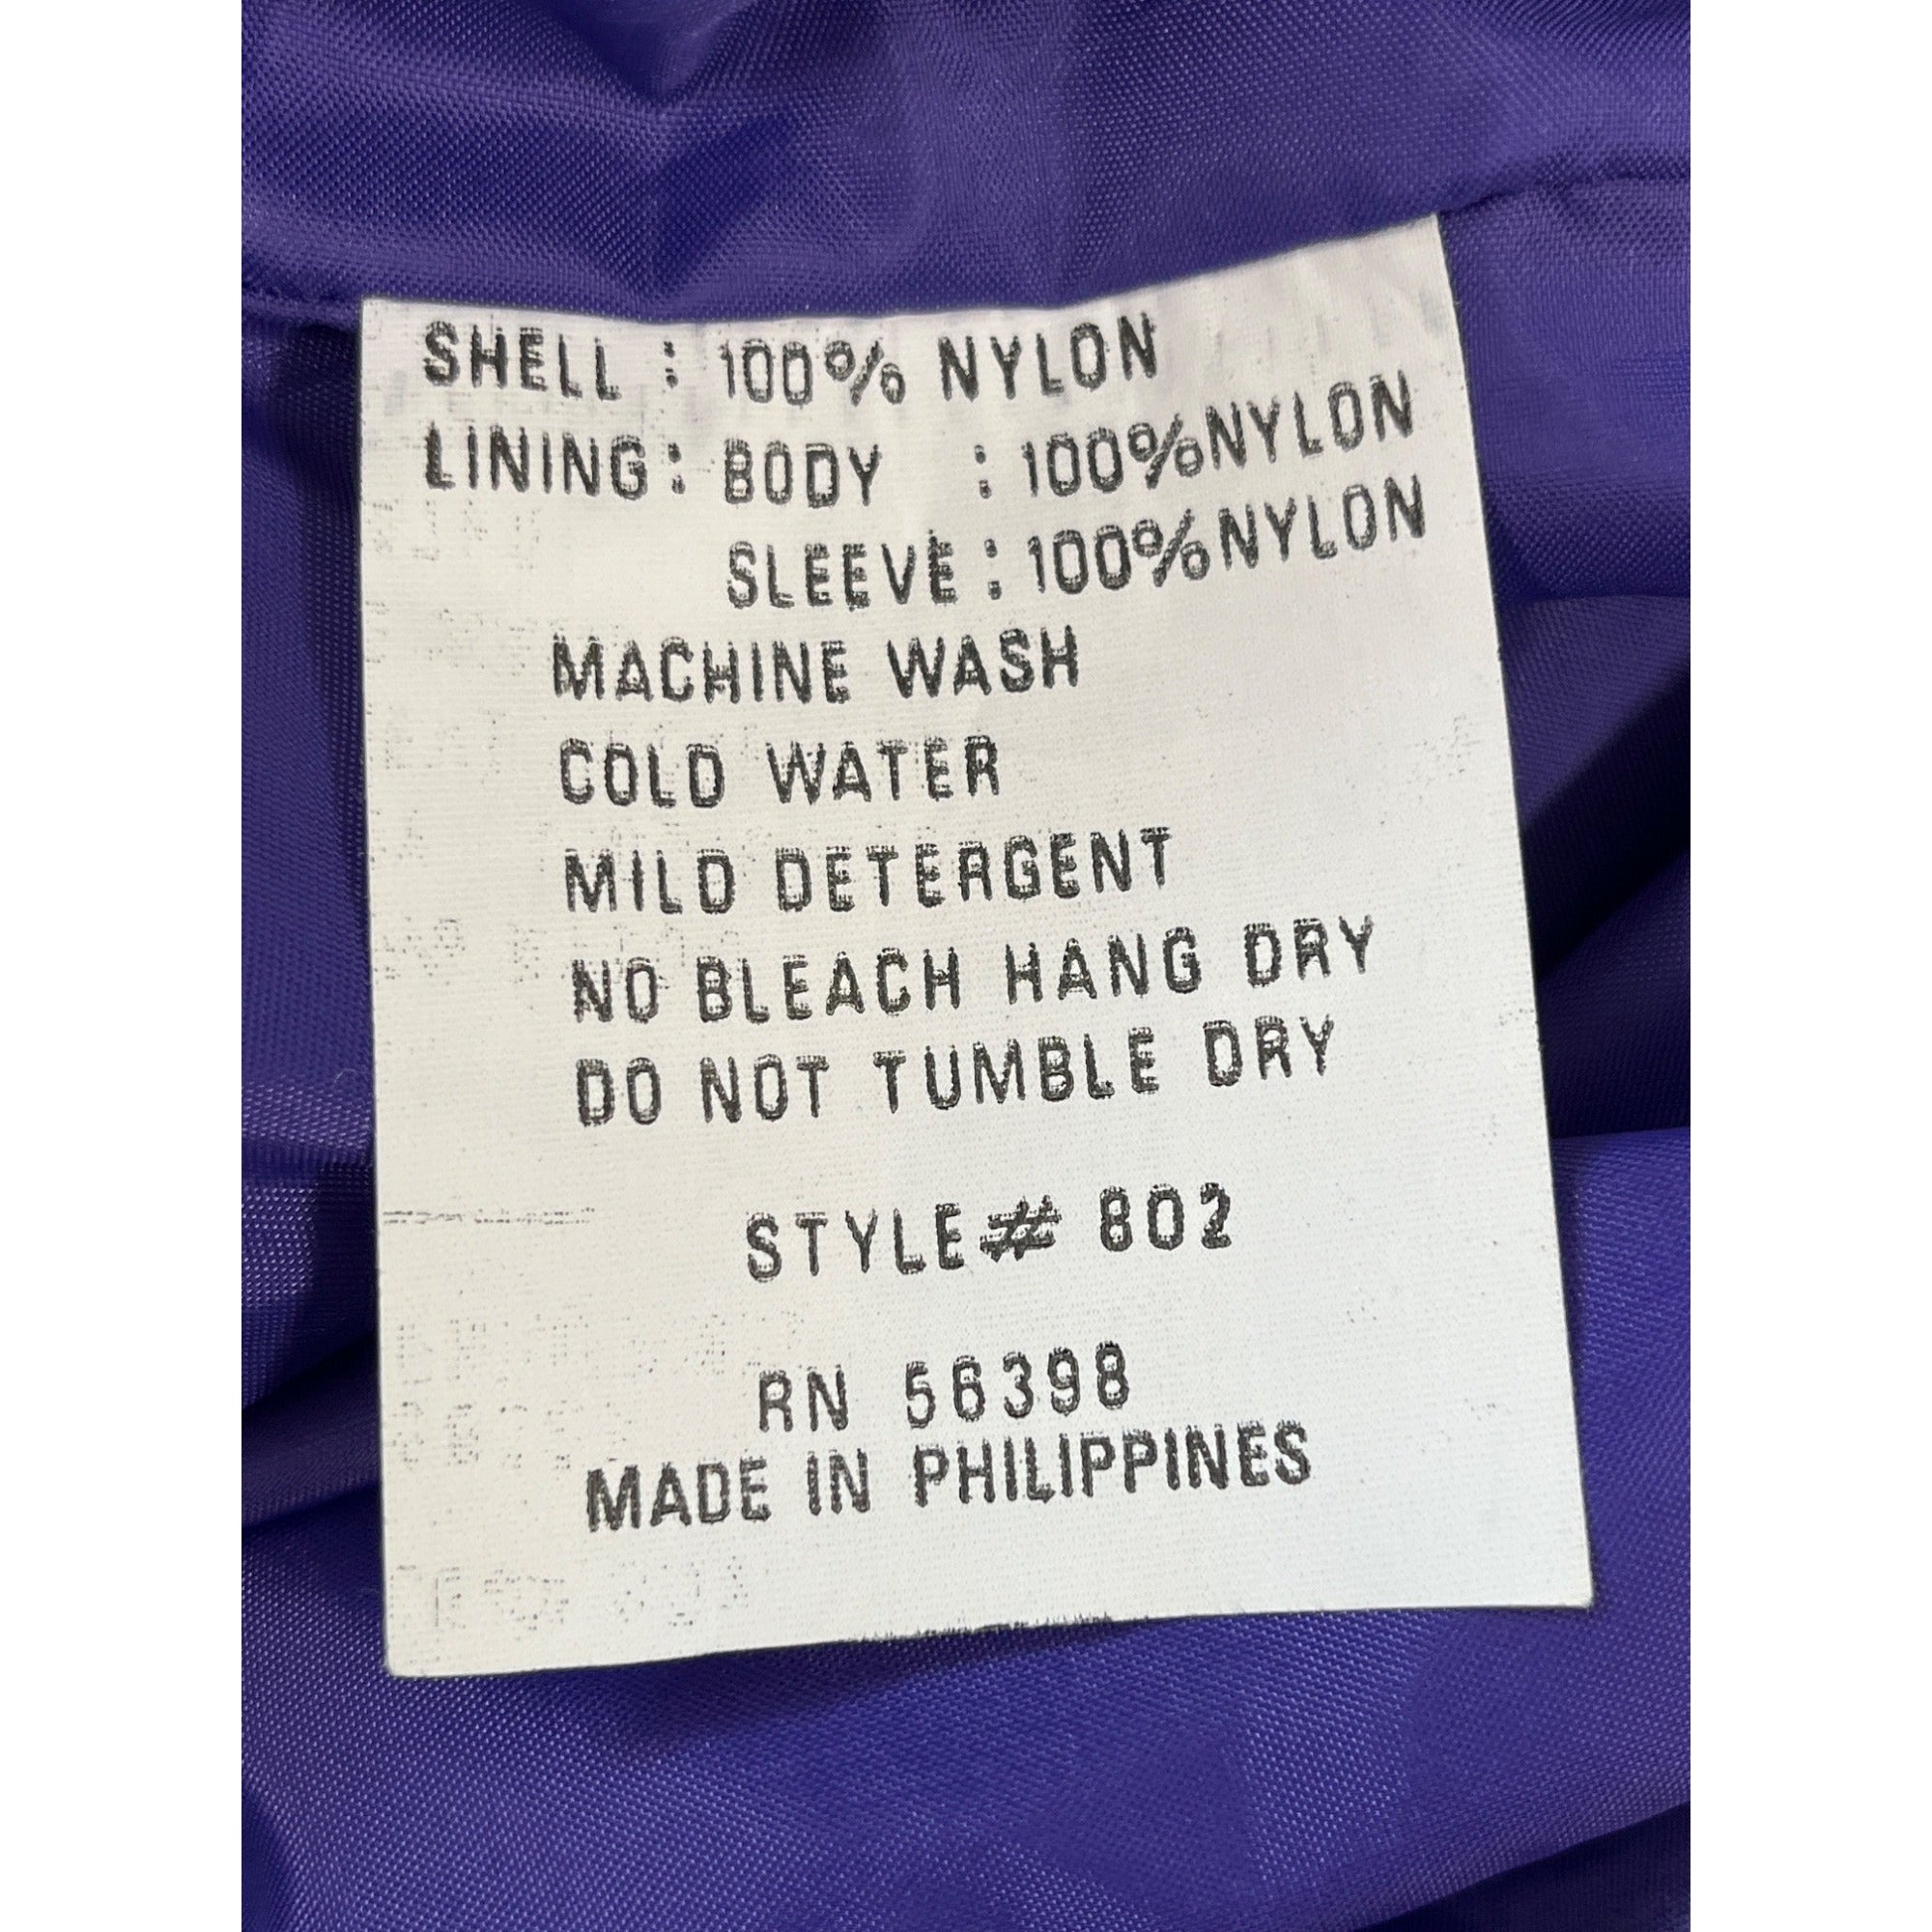 SHELL : 100% NYLON
LINING : BODY : 100%NYLON
SLEEVE : 100%NYLON
MACHINE WASH
COLD WATER
MILD DETERGENT
NO BLEACH HANG DRY
DO NOT TUMBLE DRY
STYLE# 802
RN 56398
MADE IN PHILIPPINES